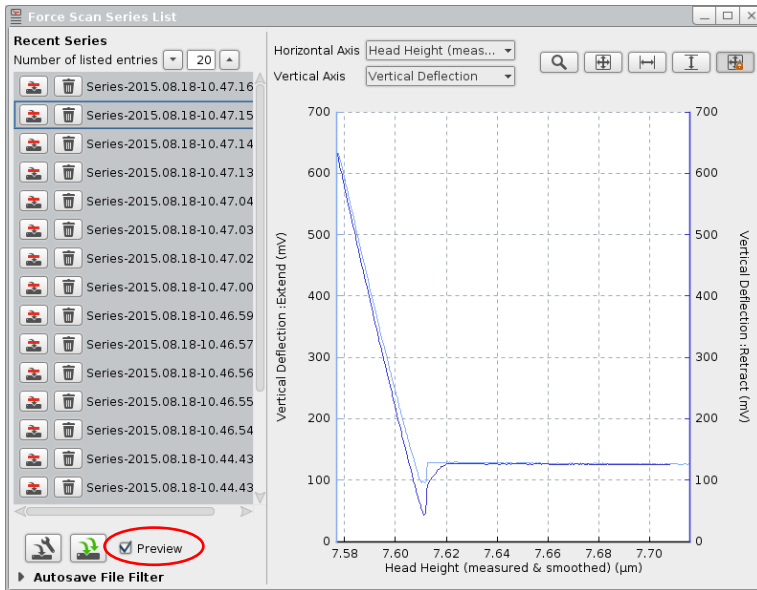 Force Scan Series List
Recent Series
Number of listed entries 20
Series-2015.08.18-10.47.16
Series-2015.08.18-10.47.15
Series-2015.08.18-10.47.14
Series-2015.08.18-10.47.13
Series-2015.08.18-10.47.04
Series-2015.08.18-10.47.03
Series-2015.08.18-10.47.02
Series-2015.08.18-10.47.00
Series-2015.08.18-10.46.59
Series-2015.08.18-10.46.57
Series-2015.08.18-10.46.56
Series-2015.08.18-10.46.55
Series-2015.08.18-10.46.54
Series-2015.08.18-10.44.43
Series-2015.08.18-10.44.43
Preview
Autosave File Filter
Horizontal Axis Head Height (meas...
Vertical Axis Vertical Deflection
Vertical Deflection :Extend (mV)
700
600
500
400
300
200
100
0
7.58 7.60 7.62 7.64 7.66 7.68 7.70
Head Height (measured & smoothed) (µm)
700
600
500
400
300
200
100
0
Vertical Deflection :Retract (mV)